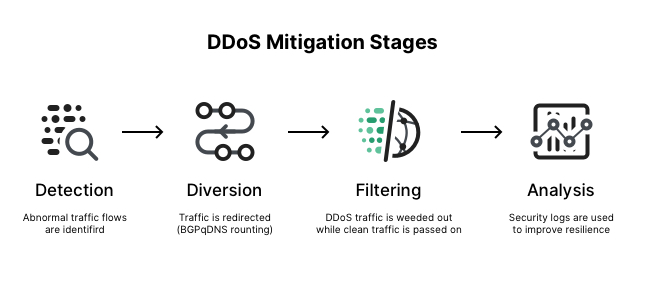 DDoS Mitigation Stages
Detection
Abnormal traffic flows
are identifird
Diversion
Traffic is redirected
(BGPqDNS rounting)
Filtering
DDoS traffic is weeded out
while clean traffic is passed on
Analysis
Security logs are used
to improve resilience